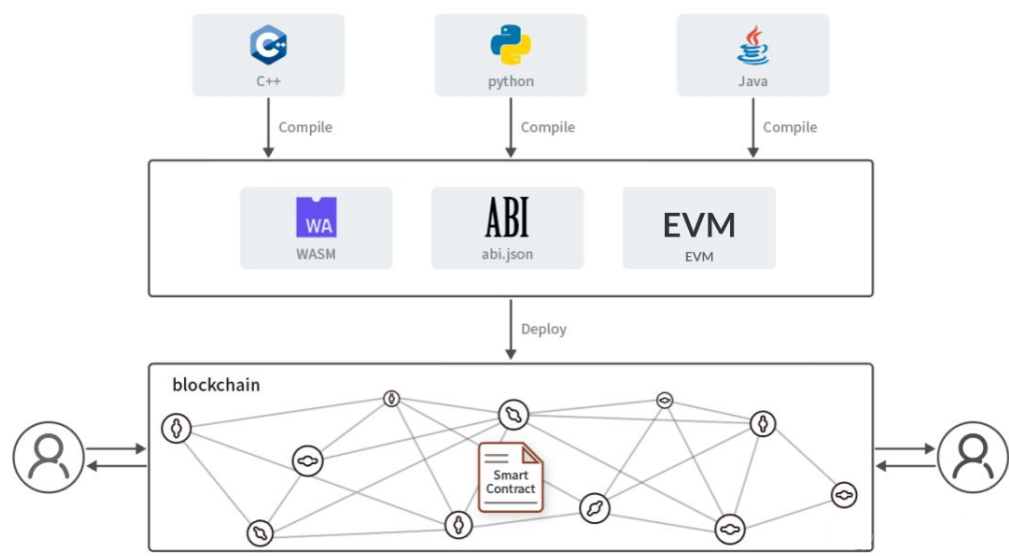 C++
python
Java
Compile
Compile
Compile
WA
ABI
EVM
WASM
abi.json
EVM
Deploy
blockchain
Smart
Contract